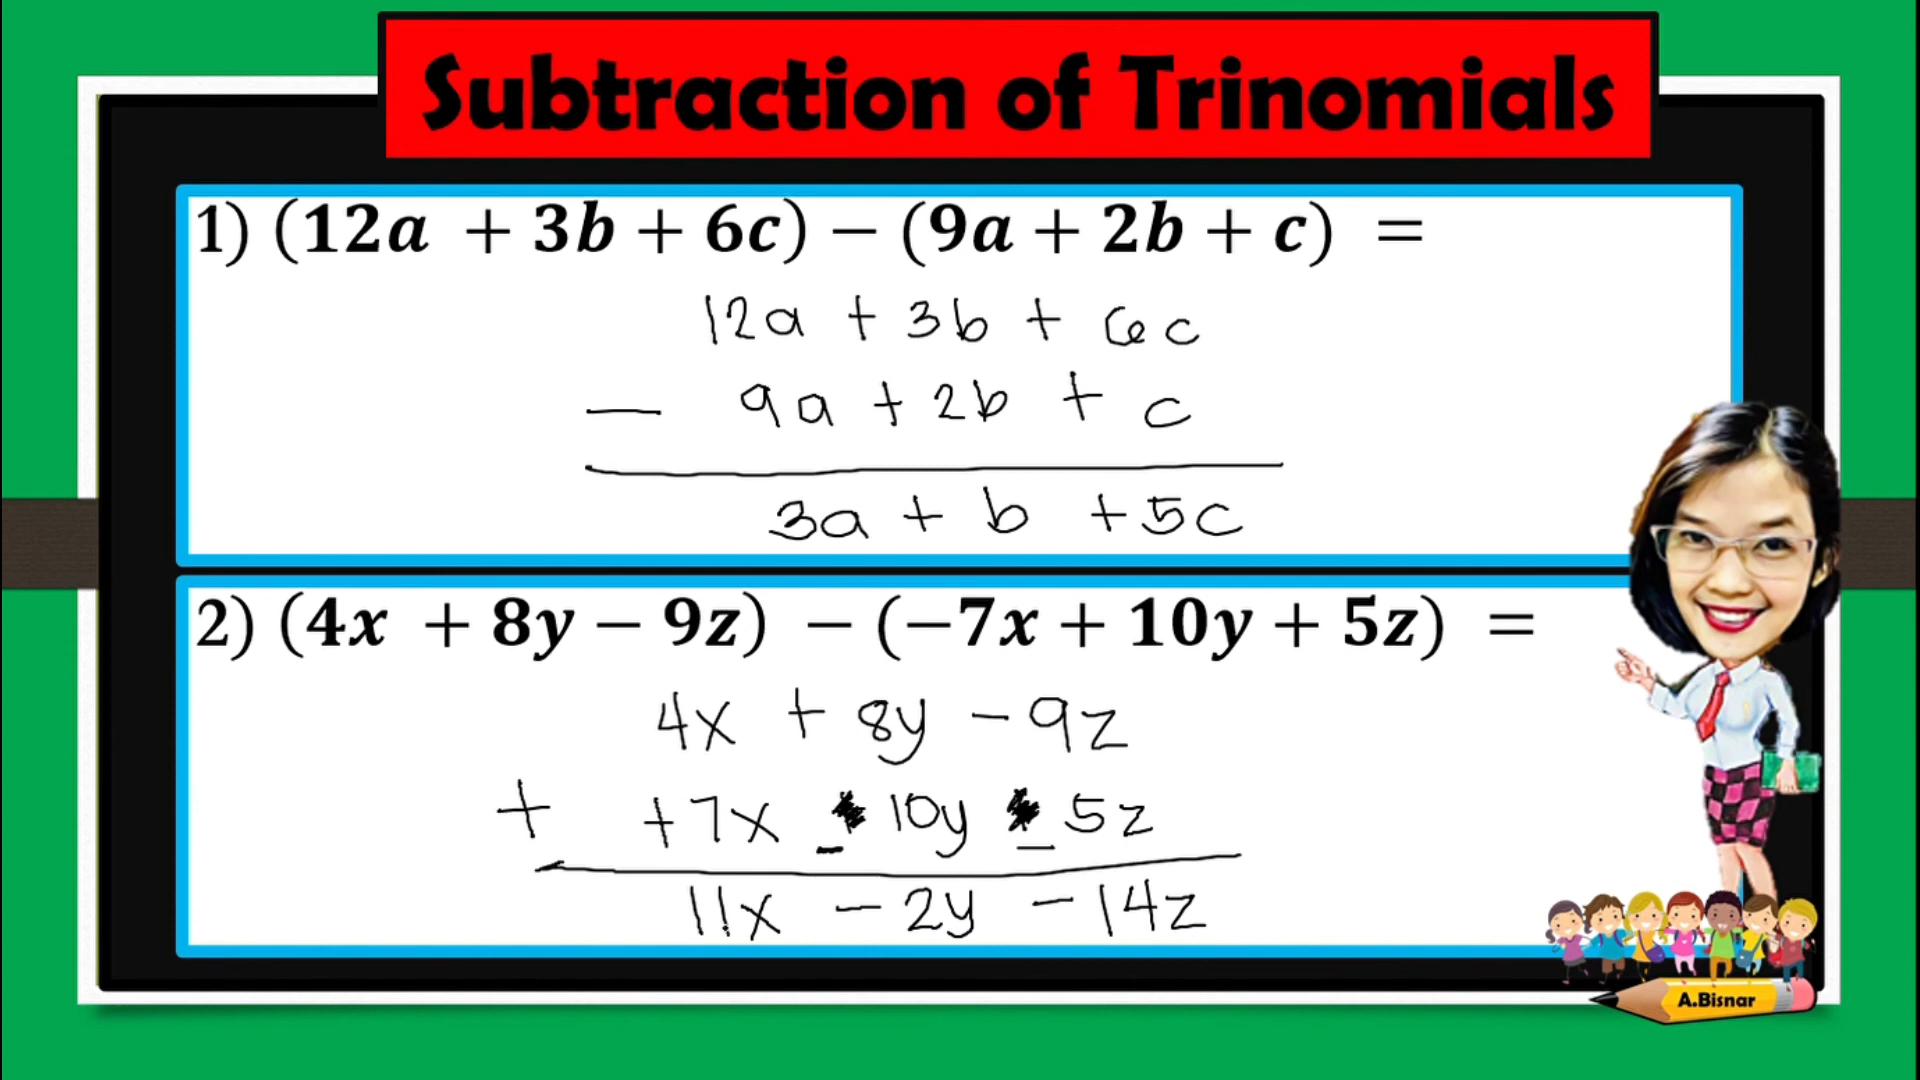 Subtraction of Trinomials
1) (12a + 3b + 6c) − (9a + 2b + c) =
12a + 3b + 6c
− 9a + 2b + c
3a + b + 5c
2) (4x + 8y − 9z) − (−7x + 10y + 5z) =
4x + 8y − 9z
+ +7x − 10y − 5z
11x − 2y − 14z
A.Bisnar